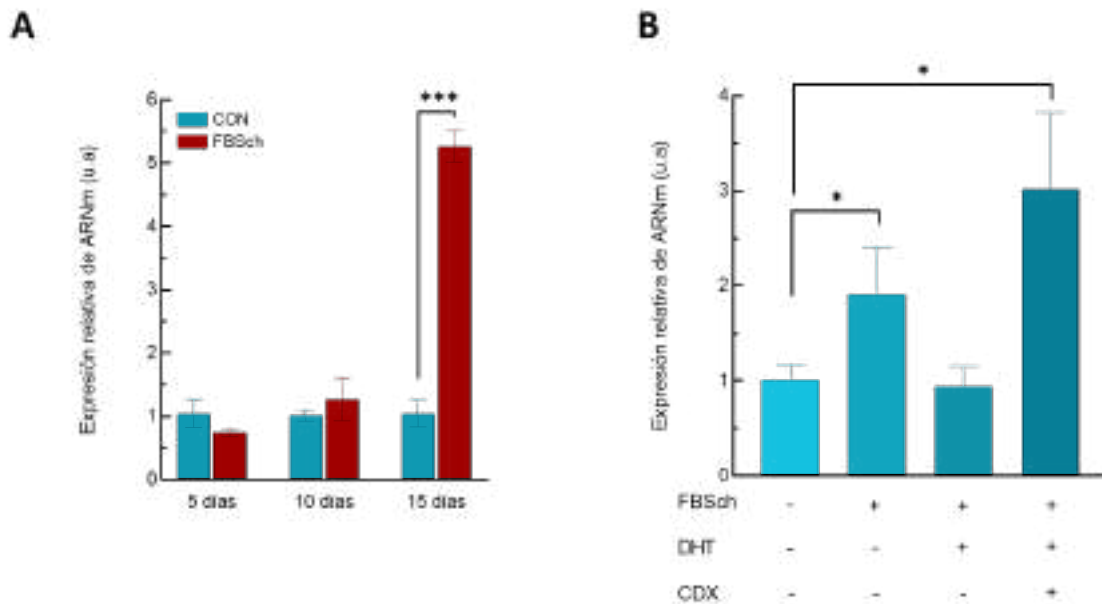 A
Expresión relativa de ARNm (u.a)
6
5
4
3
2
1
0
CON
FBSch
***
5 días
10 días
15 días
B
Expresión relativa de ARNm (u.a)
4
3
2
1
0
*
*
FBSch - + + +
DHT - - + +
CDX - - - +